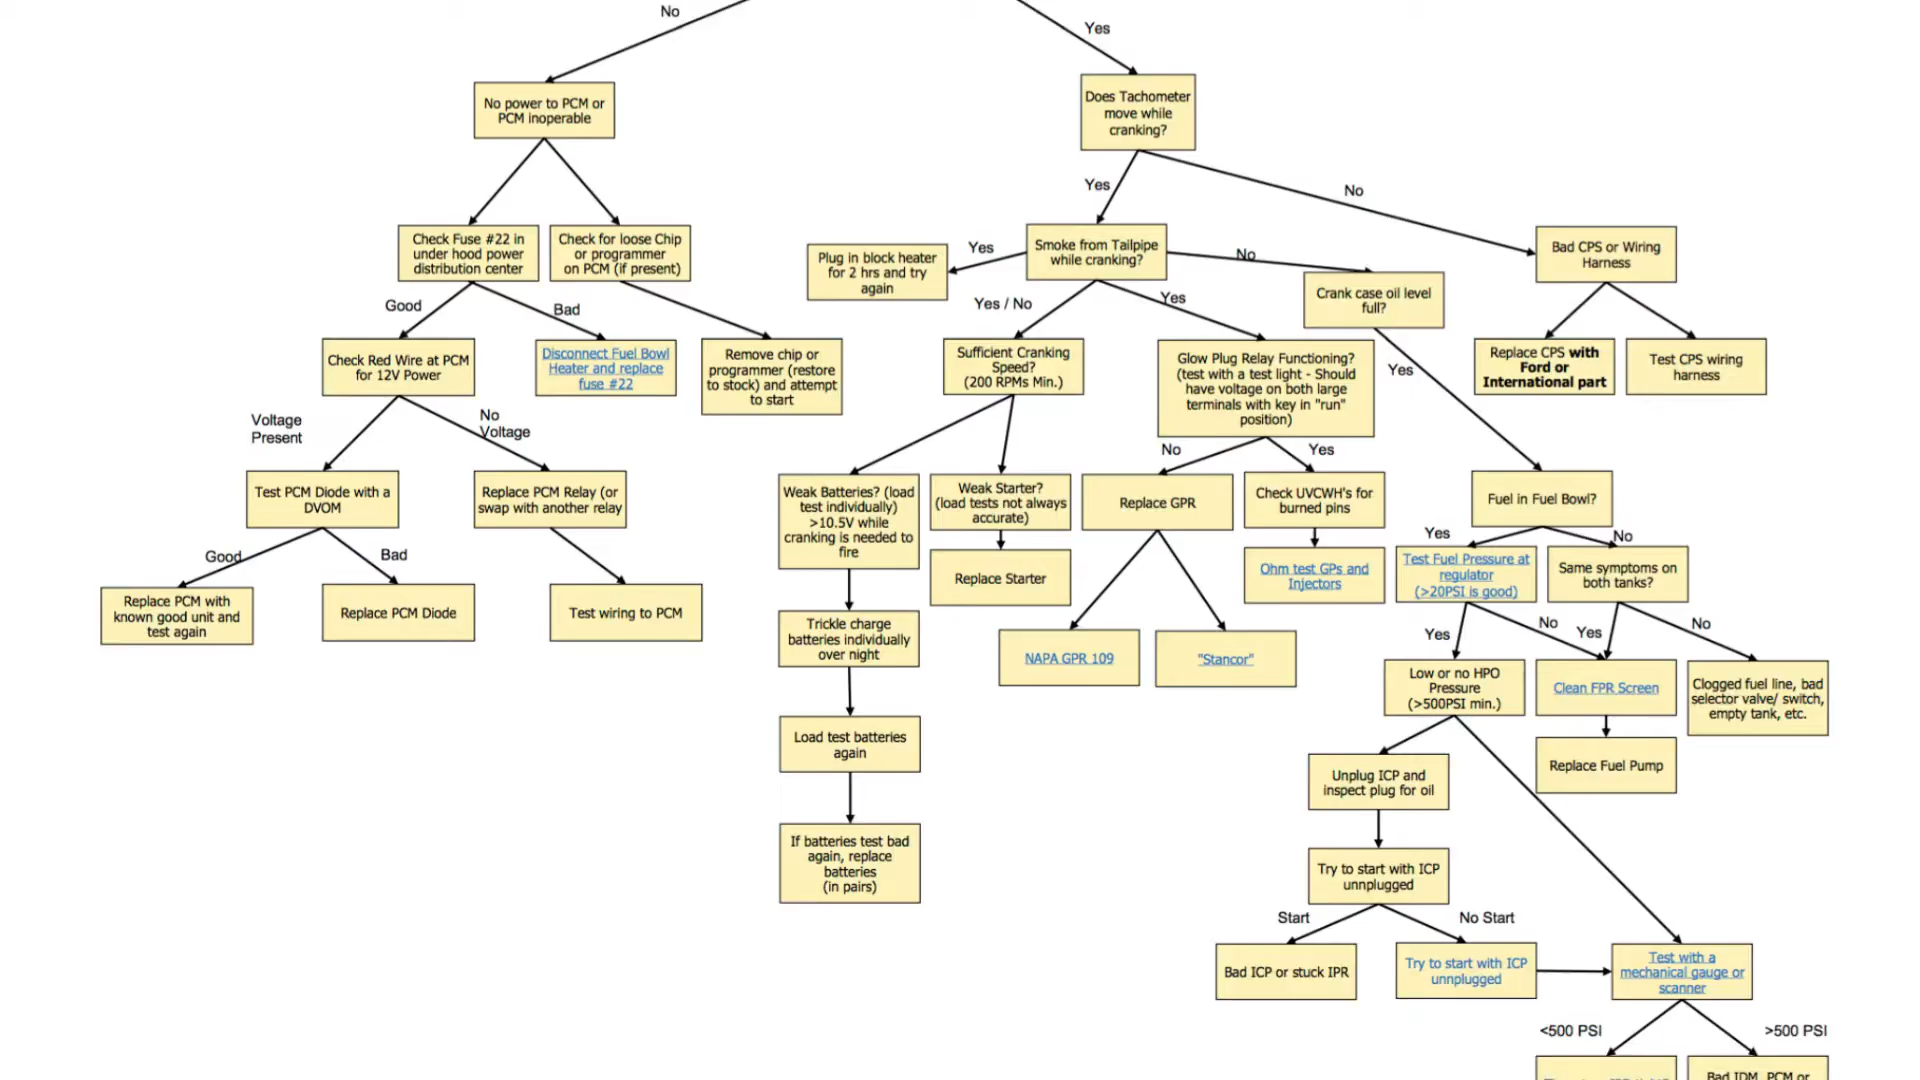 No
Yes
No power to PCM or
PCM inoperable
Does Tachometer
move while
cranking?
Yes
No
Check Fuse #22 in
under hood power
distribution center
Check for loose Chip
or programmer
on PCM (if present)
Plug in block heater
for 2 hrs and try
again
Yes
Smoke from Tailpipe
while cranking?
No
Crank case oil level
full?
Bad CPS or Wiring
Harness
Good
Bad
Yes / No
Yes
Check Red Wire at PCM
for 12V Power
Disconnect Fuel Bowl
Heater and replace
fuse #22
Remove chip or
programmer (restore
to stock) and attempt
to start
Sufficient Cranking
Speed?
(200 RPMs Min.)
Glow Plug Relay Functioning?
(test with a test light - Should
have voltage on both large
terminals with key in "run"
position)
Yes
Replace CPS with
Ford or
International part
Test CPS wiring
harness
Voltage
Present
No
Voltage
No
Yes
Test PCM Diode with a
DVOM
Replace PCM Relay (or
swap with another relay
Weak Batteries? (load
test individually)
>10.5V while
cranking is needed to
fire
Weak Starter?
(load tests not always
accurate)
Replace GPR
Check UVCWH's for
burned pins
Fuel in Fuel Bowl?
Good
Bad
Yes
No
Replace PCM with
known good unit and
test again
Replace PCM Diode
Test wiring to PCM
Replace Starter
Ohm test GPs and
Injectors
Test Fuel Pressure at
regulator
(>20PSI is good)
Same symptoms on
both tanks?
Trickle charge
batteries individually
over night
NAPA GPR 109
"Stancor"
Yes
No
Yes
No
Low or no HPO
Pressure
(>500PSI min.)
Clean FPR Screen
Clogged fuel line, bad
selector valve/ switch,
empty tank, etc.
Load test batteries
again
Unplug ICP and
inspect plug for oil
Replace Fuel Pump
If batteries test bad
again, replace
batteries
(in pairs)
Try to start with ICP
unplugged
Start
No Start
Bad ICP or stuck IPR
Try to start with ICP
unnplugged
Test with a
mechanical gauge or
scanner
<500 PSI
>500 PSI
Bad IDM, PCM or